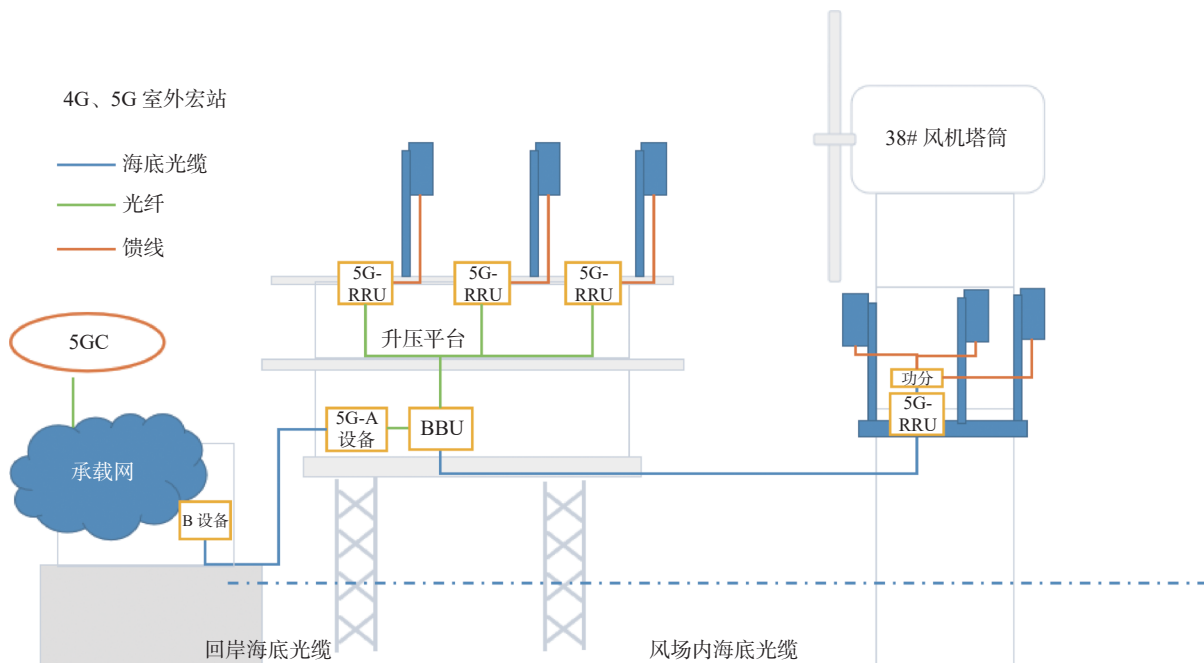 4G、5G 室外宏站
海底光缆
光纤
馈线
38# 风机塔筒
5G-
RRU
5G-
RRU
5G-
RRU
升压平台
5GC
功分
5G-
RRU
5G-A
设备
BBU
承载网
B 设备
回岸海底光缆
风场内海底光缆